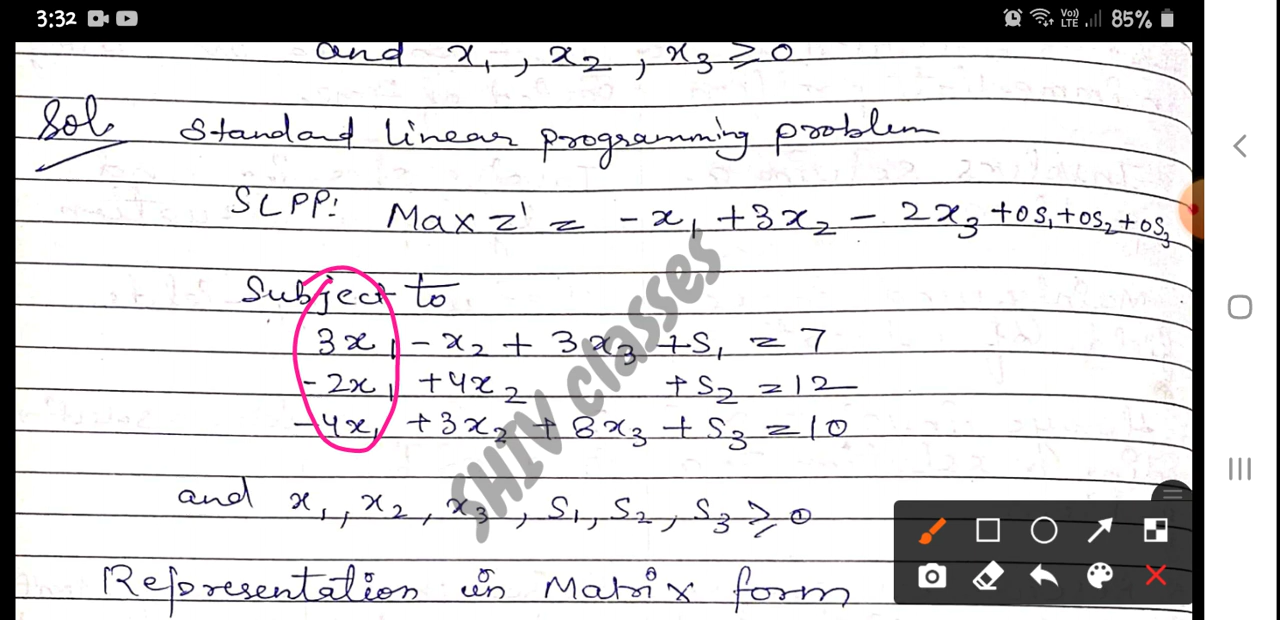 3:32 Vo)) LTE 85%
and x₁, x₂, x₃ ≥ 0
Sol. Standard linear programming problem
SLPP: Max Z' = -x₁ + 3x₂ - 2x₃ + 0s₁ + 0s₂ + 0s₃
Subject to
3x₁ - x₂ + 3x₃ + S₁ = 7
-2x₁ + 4x₂ + S₂ = 12
-4x₁ + 3x₂ + 8x₃ + S₃ = 10
SHIV classes
and x₁, x₂, x₃, S₁, S₂, S₃ ≥ 0
Representation in Matrix form